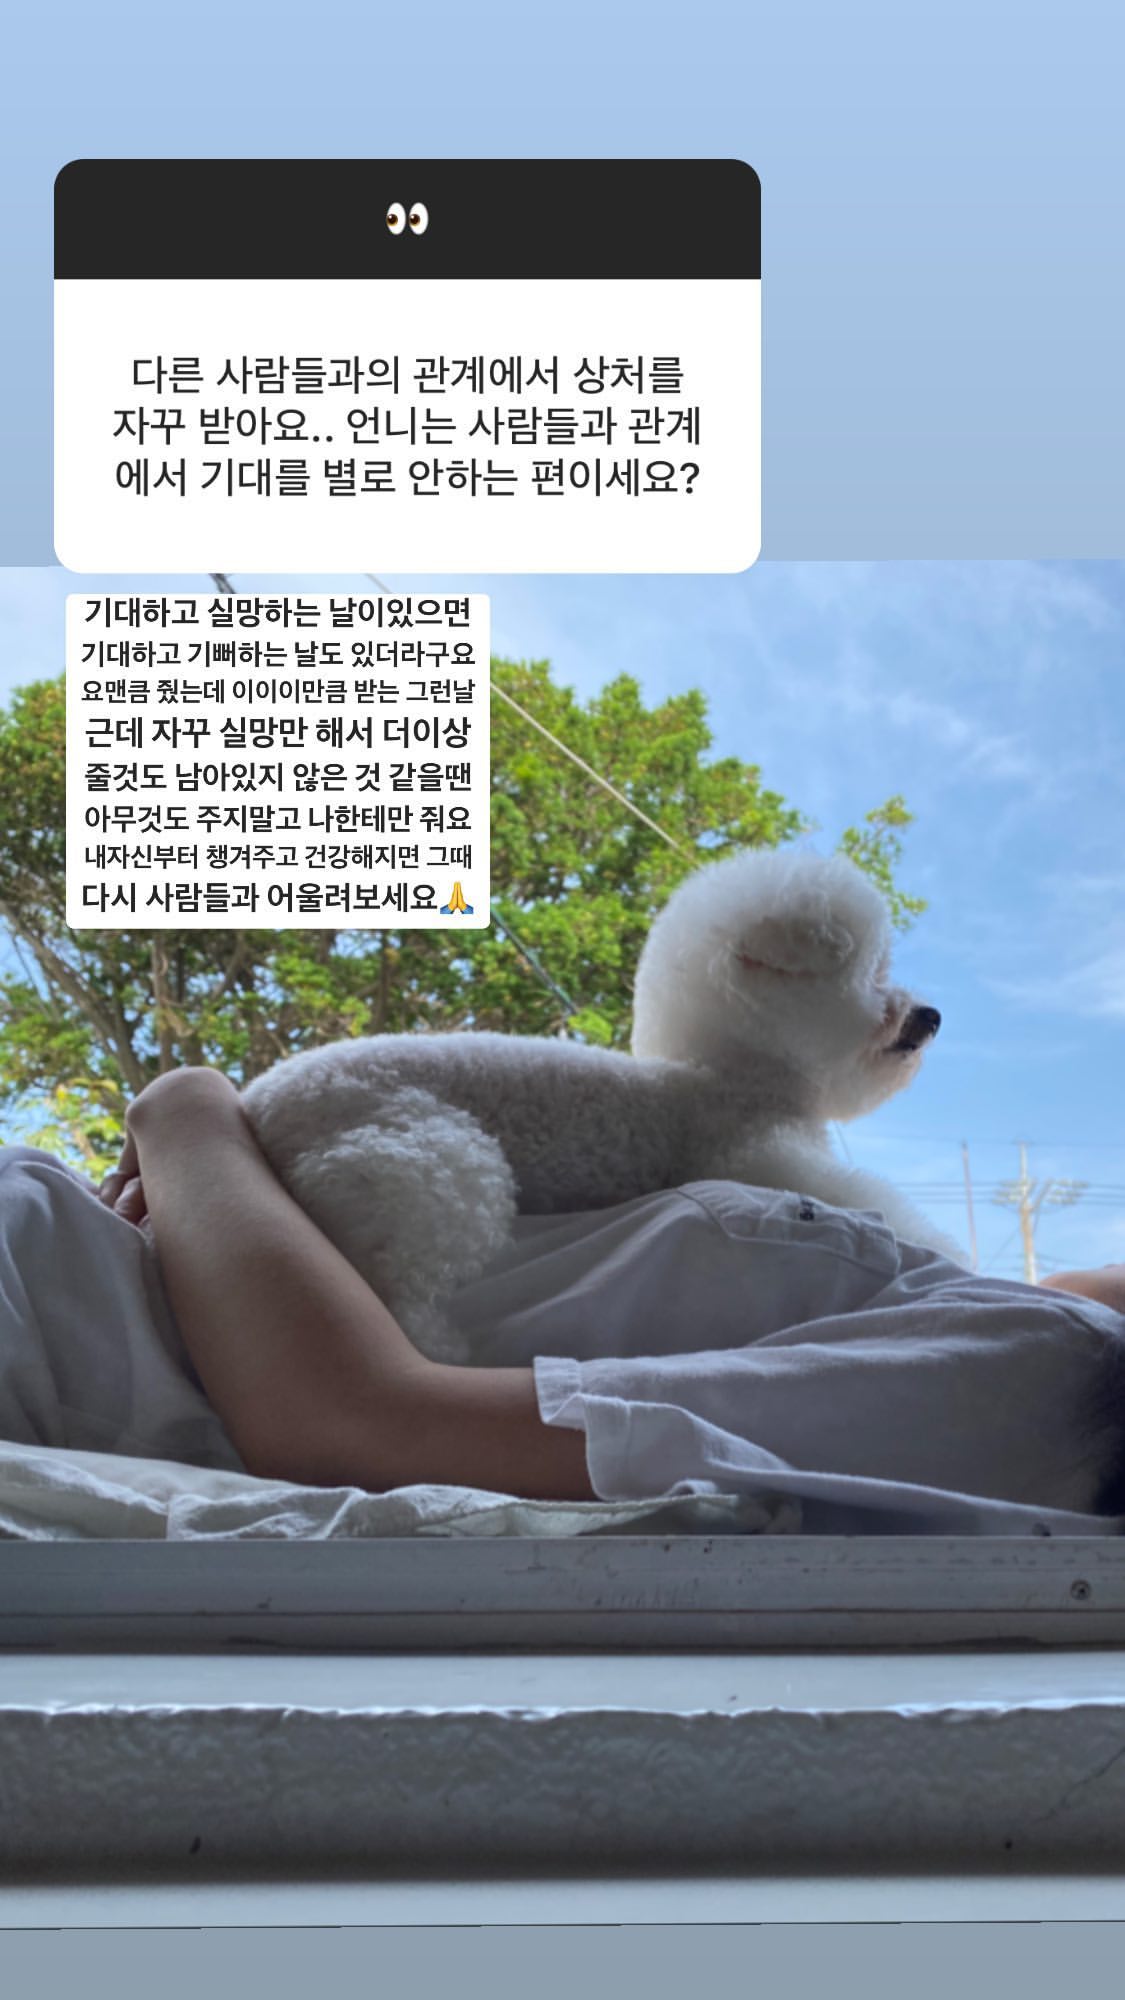 👀
다른 사람들과의 관계에서 상처를
자꾸 받아요.. 언니는 사람들과 관계
에서 기대를 별로 안하는 편이세요?
기대하고 실망하는 날이있으면
기대하고 기뻐하는 날도 있더라구요
요맨큼 줬는데 이이이만큼 받는 그런날
근데 자꾸 실망만 해서 더이상
줄것도 남아있지 않은 것 같을땐
아무것도 주지말고 나한테만 줘요
내자신부터 챙겨주고 건강해지면 그때
다시 사람들과 어울려보세요🙏